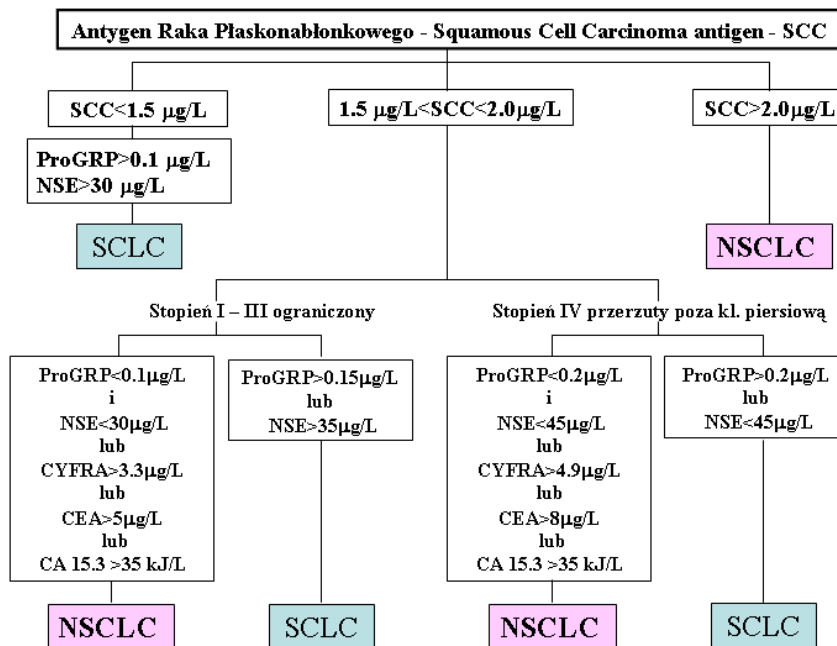 Antygen Raka Płaskonabłonkowego - Squamous Cell Carcinoma antigen - SCC
SCC<1.5 µg/L
1.5 µg/L<SCC<2.0µg/L
SCC>2.0µg/L
ProGRP>0.1 µg/L
NSE>30 µg/L
SCLC
NSCLC
Stopień I – III ograniczony
Stopień IV przerzuty poza kl. piersiową
ProGRP<0.1µg/L
i
NSE<30µg/L
lub
CYFRA>3.3µg/L
lub
CEA>5µg/L
lub
CA 15.3 >35 kJ/L
NSCLC
ProGRP>0.15µg/L
lub
NSE>35µg/L
SCLC
ProGRP<0.2µg/L
i
NSE<45µg/L
lub
CYFRA>4.9µg/L
lub
CEA>8µg/L
lub
CA 15.3 >35 kJ/L
NSCLC
ProGRP>0.2µg/L
lub
NSE<45µg/L
SCLC